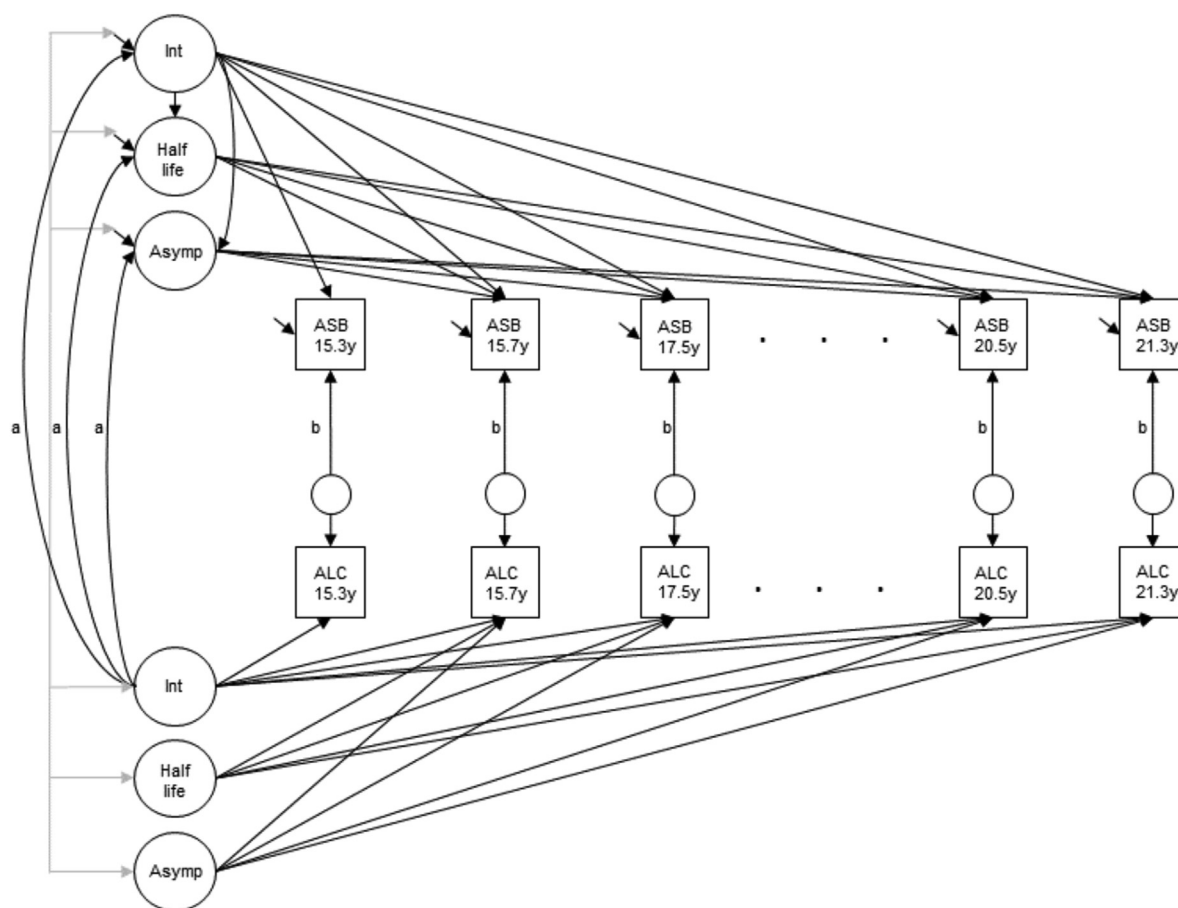 Int
Half
life
Asymp
ASB
15.3y
ASB
15.7y
ASB
17.5y
. . .
ASB
20.5y
ASB
21.3y
a a a
b b b b b
ALC
15.3y
ALC
15.7y
ALC
17.5y
. . .
ALC
20.5y
ALC
21.3y
Int
Half
life
Asymp